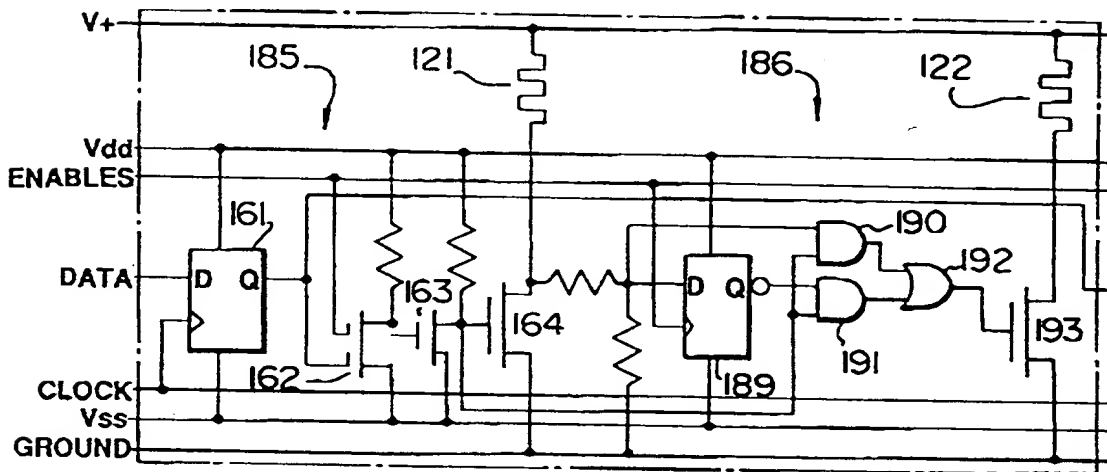 V+
185
121
186
122
Vdd
ENABLES
161
190
DATA
D Q
163
D Q
192
164
193
162
189
191
CLOCK
Vss
GROUND